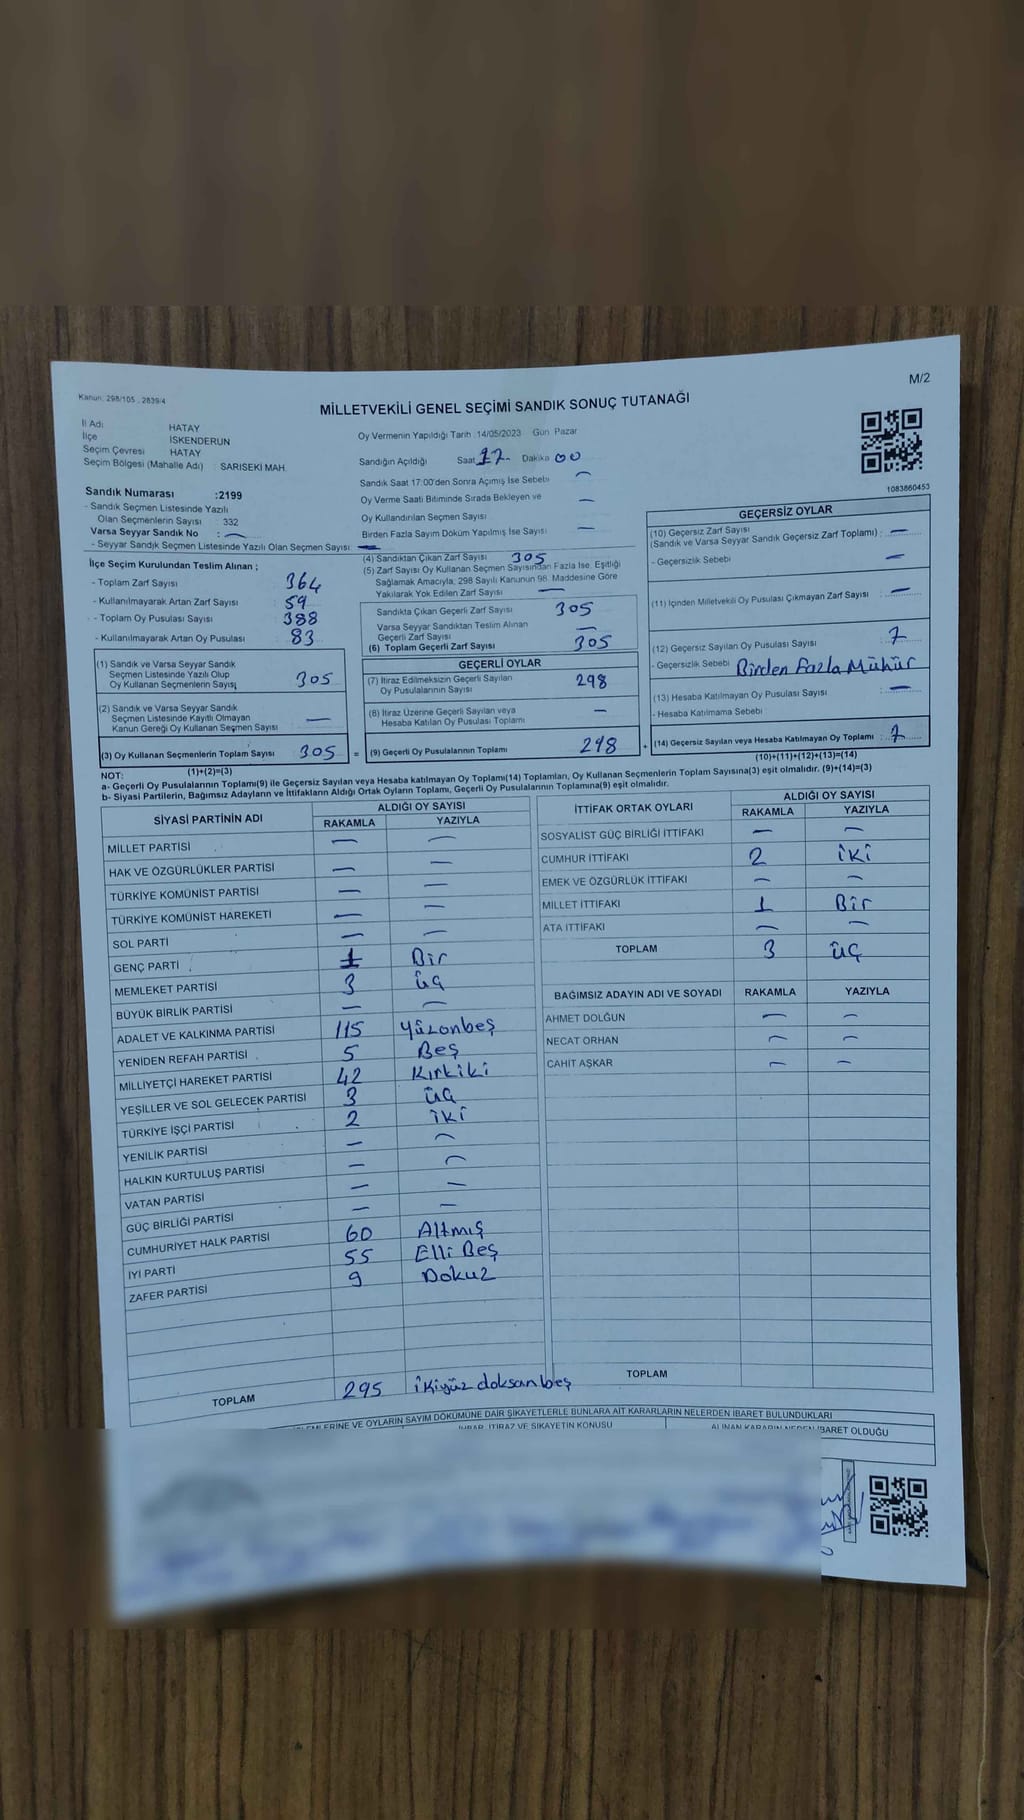 M/2
Kanun: 298/105 , 2839/4
MİLLETVEKİLİ GENEL SEÇİMİ SANDIK SONUÇ TUTANAĞI
İl Adı HATAY
İlçe İSKENDERUN
Seçim Çevresi HATAY
Seçim Bölgesi (Mahalle Adı) SARISEKİ MAH.
Sandık Numarası :2199
- Sandık Seçmen Listesinde Yazılı
Olan Seçmenlerin Sayısı : 332
Varsa Seyyar Sandık No : —
- Seyyar Sandık Seçmen Listesinde Yazılı Olan Seçmen Sayısı : —
Oy Vermenin Yapıldığı Tarih :14/05/2023 Gün Pazar
Sandığın Açıldığı Saat 17 Dakika 00
Sandık Saat 17:00'den Sonra Açımış İse Sebebi —
Oy Verme Saati Bitiminde Sırada Bekleyen ve —
Oy Kullandırılan Seçmen Sayısı
Birden Fazla Sayım Döküm Yapılmış İse Sayısı —
1083860453
İlçe Seçim Kurulundan Teslim Alınan ;
- Toplam Zarf Sayısı : 364
- Kullanılmayarak Artan Zarf Sayısı : 59
- Toplam Oy Pusulası Sayısı : 388
- Kullanılmayarak Artan Oy Pusulası : 83
(4) Sandıktan Çıkan Zarf Sayısı 305
(5) Zarf Sayısı Oy Kullanan Seçmen Sayısından Fazla İse, Eşitliği
Sağlamak Amacıyla, 298 Sayılı Kanunun 98. Maddesine Göre
Yakılarak Yok Edilen Zarf Sayısı —
Sandıkta Çıkan Geçerli Zarf Sayısı 305
Varsa Seyyar Sandıktan Teslim Alınan
Geçerli Zarf Sayısı —
(6) Toplam Geçerli Zarf Sayısı 305
GEÇERSİZ OYLAR
(10) Geçersiz Zarf Sayısı
(Sandık ve Varsa Seyyar Sandık Geçersiz Zarf Toplamı) : —
- Geçersizlik Sebebi —
(11) İçinden Milletvekili Oy Pusulası Çıkmayan Zarf Sayısı : —
(12) Geçersiz Sayılan Oy Pusulası Sayısı : 7
- Geçersizlik Sebebi Birden Fazla Mühür
(13) Hesaba Katılmayan Oy Pusulası Sayısı : —
- Hesaba Katılmama Sebebi
(14) Geçersiz Sayılan veya Hesaba Katılmayan Oy Toplamı : 7
(10)+(11)+(12)+(13)=(14)
(1) Sandık ve Varsa Seyyar Sandık
Seçmen Listesinde Yazılı Olup
Oy Kullanan Seçmenlerin Sayısı 305
(2) Sandık ve Varsa Seyyar Sandık
Seçmen Listesinde Kayıtlı Olmayan
Kanun Gereği Oy Kullanan Seçmen Sayısı —
(3) Oy Kullanan Seçmenlerin Toplam Sayısı 305
(1)+(2)=(3)
GEÇERLİ OYLAR
(7) İtiraz Edilmeksizin Geçerli Sayılan
Oy Pusulalarının Sayısı 298
(8) İtiraz Üzerine Geçerli Sayılan veya
Hesaba Katılan Oy Pusulası Toplamı —
= (9) Geçerli Oy Pusulalarının Toplamı 298 +
NOT:
a- Geçerli Oy Pusulalarının Toplamı(9) ile Geçersiz Sayılan veya Hesaba katılmayan Oy Toplamı(14) Toplamları, Oy Kullanan Seçmenlerin Toplam Sayısına(3) eşit olmalıdır. (9)+(14)=(3)
b- Siyasi Partilerin, Bağımsız Adayların ve İttifakların Aldığı Ortak Oyların Toplamı, Geçerli Oy Pusulalarının Toplamına(9) eşit olmalıdır.
SİYASİ PARTİNİN ADI ALDIĞI OY SAYISI
RAKAMLA YAZIYLA
MİLLET PARTİSİ — —
HAK VE ÖZGÜRLÜKLER PARTİSİ — —
TÜRKİYE KOMÜNİST PARTİSİ — —
TÜRKİYE KOMÜNİST HAREKETİ — —
SOL PARTİ — —
GENÇ PARTİ 1 Bir
MEMLEKET PARTİSİ 3 üç
BÜYÜK BİRLİK PARTİSİ — —
ADALET VE KALKINMA PARTİSİ 115 yüzonbeş
YENİDEN REFAH PARTİSİ 5 Beş
MİLLİYETÇİ HAREKET PARTİSİ 42 Kırkiki
YEŞİLLER VE SOL GELECEK PARTİSİ 3 üç
TÜRKİYE İŞÇİ PARTİSİ 2 iki
YENİLİK PARTİSİ — —
HALKIN KURTULUŞ PARTİSİ — —
VATAN PARTİSİ — —
GÜÇ BİRLİĞİ PARTİSİ — —
CUMHURİYET HALK PARTİSİ 60 Altmış
İYİ PARTİ 55 Elli Beş
ZAFER PARTİSİ 9 Dokuz
TOPLAM 295 ikiyüz doksan beş
İTTİFAK ORTAK OYLARI ALDIĞI OY SAYISI
RAKAMLA YAZIYLA
SOSYALİST GÜÇ BİRLİĞİ İTTİFAKI — —
CUMHUR İTTİFAKI 2 iki
EMEK VE ÖZGÜRLÜK İTTİFAKI — —
MİLLET İTTİFAKI 1 Bir
ATA İTTİFAKI — —
TOPLAM 3 üç
BAĞIMSIZ ADAYIN ADI VE SOYADI RAKAMLA YAZIYLA
AHMET DOLĞUN — —
NECAT ORHAN — —
CAHİT AŞKAR — —
TOPLAM
VE OYLARIN SAYIM DÖKÜMÜNE DAİR ŞİKAYETLERLE BUNLARA AİT KARARLARIN NELERDEN İBARET BULUNDUKLARI
İTİRAZ VE ŞİKAYETİN KONUSU
ALINAN KARARIN NEDEN İBARET OLDUĞU